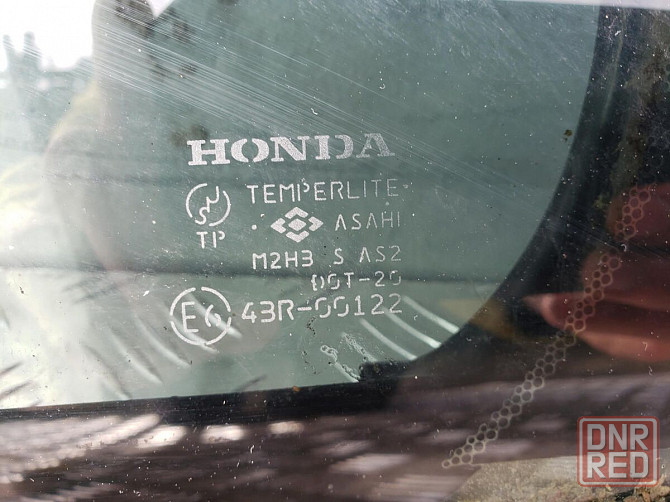 HONDA
TEMPERLITE
TP
ASAHI
M2H3 S AS2
DOT-20
E6 43R-00122
DNR
RED